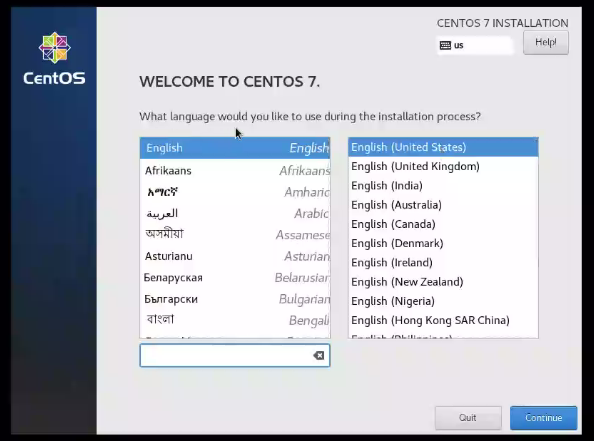 CENTOS 7 INSTALLATION
us
Help!
CentOS
WELCOME TO CENTOS 7.
What language would you like to use during the installation process?
English English
Afrikaans Afrikaans
አማርኛ Amharic
العربية Arabic
অসমীয়া Assamese
Asturianu Asturian
Беларуская Belarusian
Български Bulgarian
বাংলা Bengali
English (United States)
English (United Kingdom)
English (India)
English (Australia)
English (Canada)
English (Denmark)
English (Ireland)
English (New Zealand)
English (Nigeria)
English (Hong Kong SAR China)
English (Philippines)
Quit
Continue